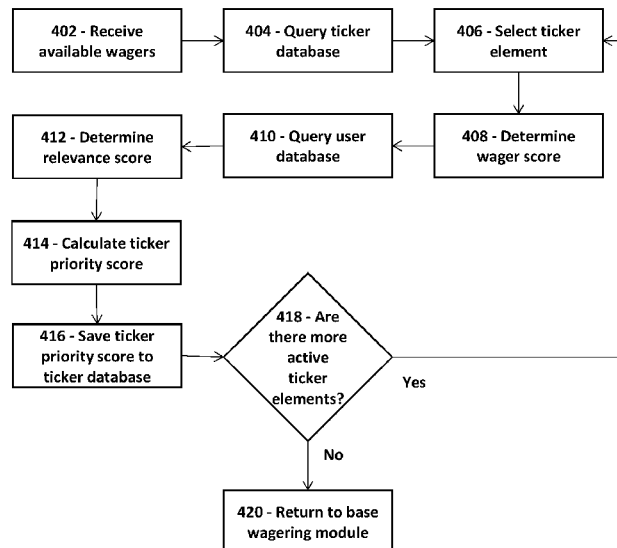 402 - Receive
available wagers
404 - Query ticker
database
406 - Select ticker
element
412 - Determine
relevance score
410 - Query user
database
408 - Determine
wager score
414 - Calculate ticker
priority score
416 - Save ticker
priority score to
ticker database
418 - Are
there more
active
ticker
elements?
Yes
No
420 - Return to base
wagering module